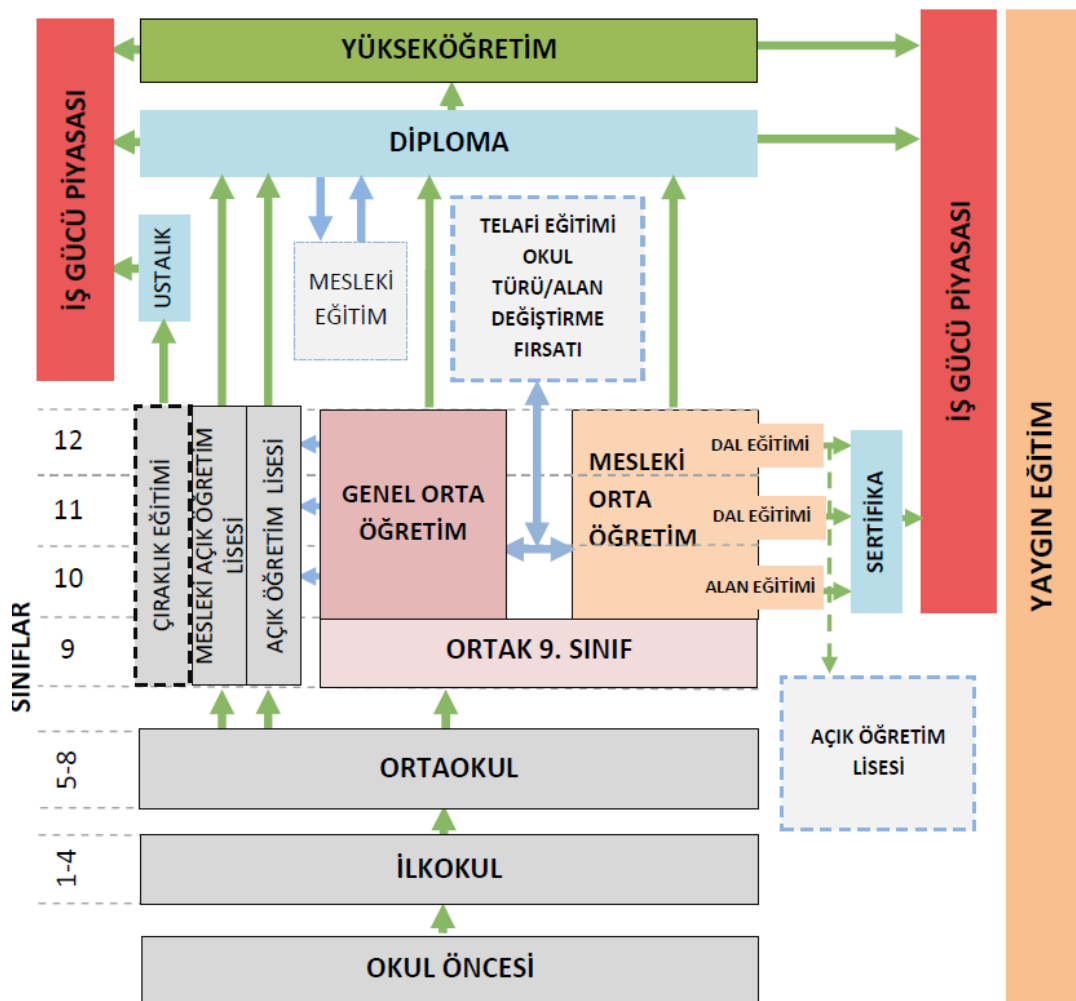 YÜKSEKÖĞRETİM
DİPLOMA
İŞ GÜCÜ PİYASASI
USTALIK
MESLEKİ
EĞİTİM
TELAFİ EĞİTİMİ
OKUL
TÜRÜ/ALAN
DEĞİŞTİRME
FIRSATI
İŞ GÜCÜ PİYASASI
YAYGIN EĞİTİM
SINIFLAR
12
11
10
9
5-8
1-4
ÇIRAKLIK EĞİTİMİ
MESLEKİ AÇIK ÖĞRETİM
LİSESİ
AÇIK ÖĞRETİM LİSESİ
GENEL ORTA
ÖĞRETİM
MESLEKİ
ORTA
ÖĞRETİM
DAL EĞİTİMİ
DAL EĞİTİMİ
ALAN EĞİTİMİ
SERTİFİKA
ORTAK 9. SINIF
AÇIK ÖĞRETİM
LİSESİ
ORTAOKUL
İLKOKUL
OKUL ÖNCESİ